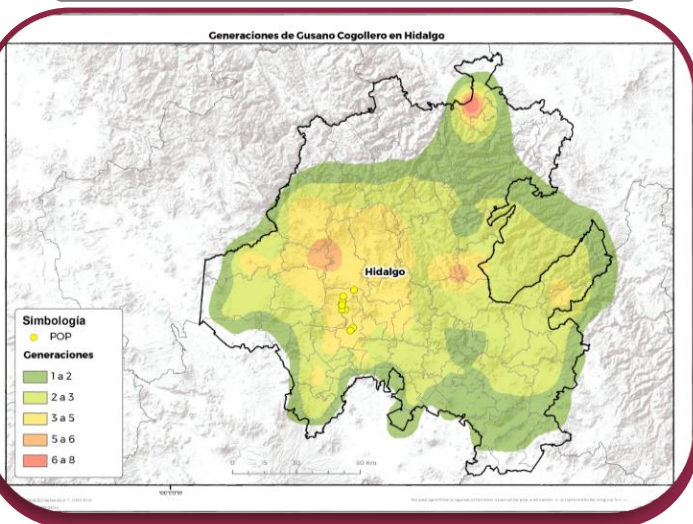 Generaciones de Gusano Cogollero en Hidalgo
Hidalgo
Simbología
POP
Generaciones
1 a 2
2 a 3
3 a 5
5 a 6
6 a 8
0
60 Km